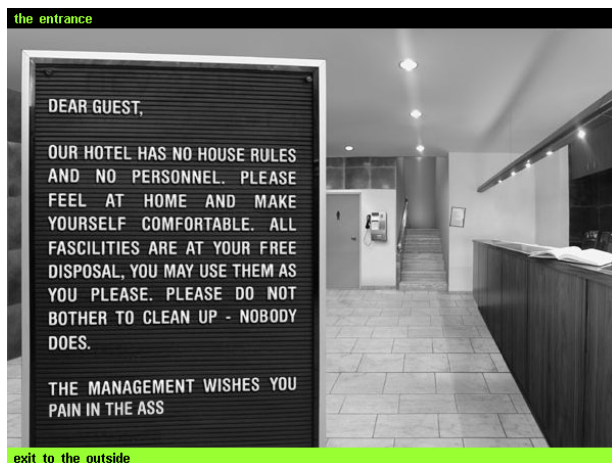 the entrance
DEAR GUEST,
OUR HOTEL HAS NO HOUSE RULES
AND NO PERSONNEL. PLEASE
FEEL AT HOME AND MAKE
YOURSELF COMFORTABLE. ALL
FASCILITIES ARE AT YOUR FREE
DISPOSAL, YOU MAY USE THEM AS
YOU PLEASE. PLEASE DO NOT
BOTHER TO CLEAN UP - NOBODY
DOES.
THE MANAGEMENT WISHES YOU
PAIN IN THE ASS
exit to the outside